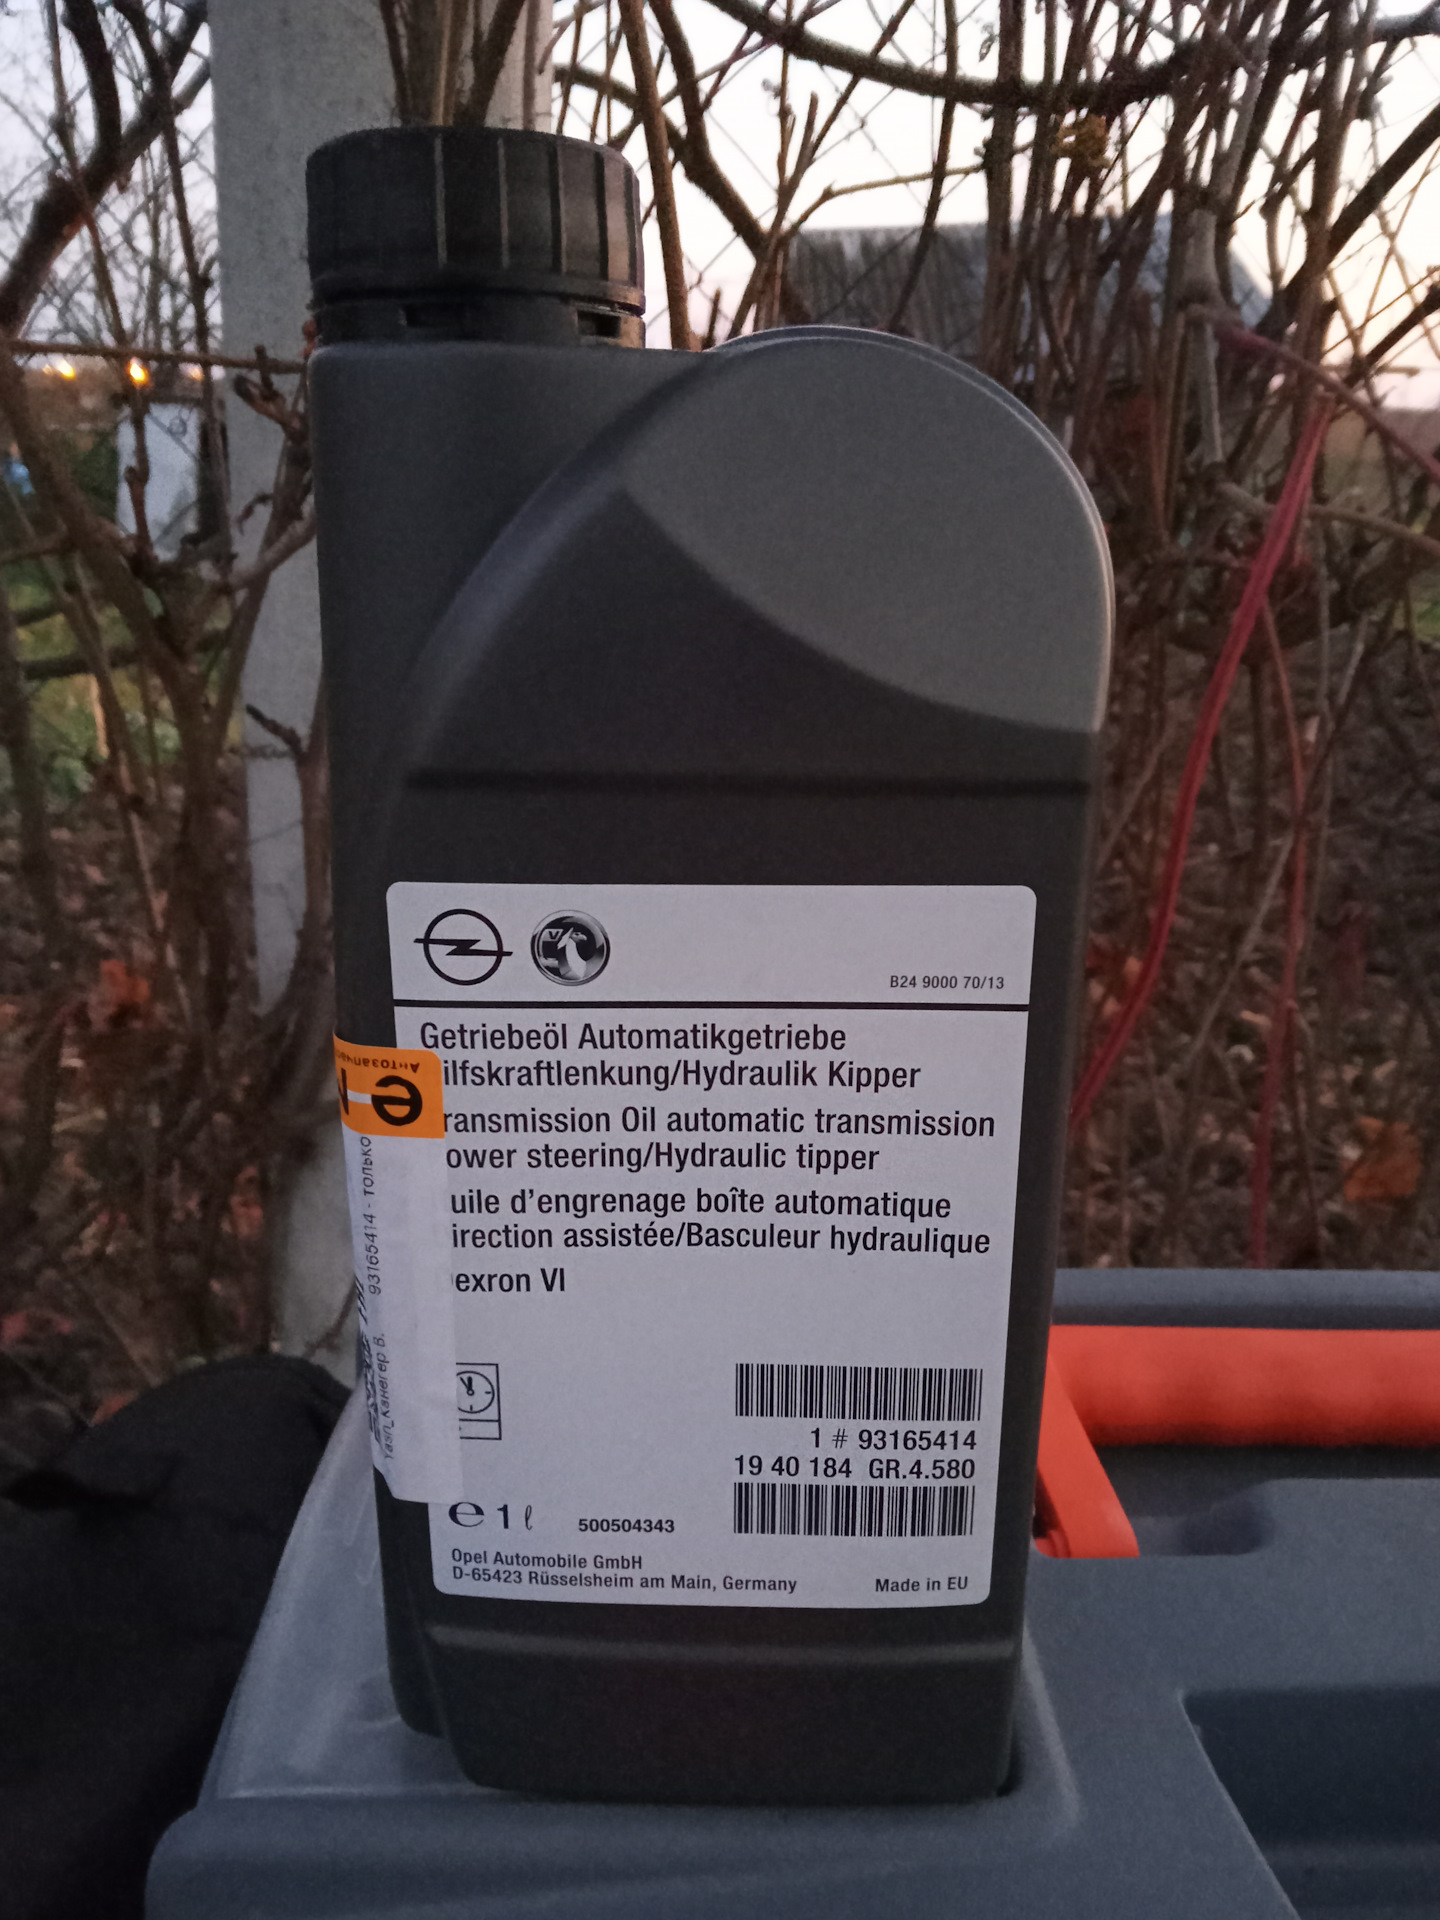 B24 9000 70/13
Getriebeöl Automatikgetriebe
ilfskraftlenkung/Hydraulik Kipper
ransmission Oil automatic transmission
ower steering/Hydraulic tipper
uile d'engrenage boîte automatique
irection assistée/Basculeur hydraulique
exron VI
1 # 93165414
19 40 184 GR.4.580
e 1 ℓ
500504343
Opel Automobile GmbH
D-65423 Rüsselsheim am Main, Germany
Made in EU
93165414 - только